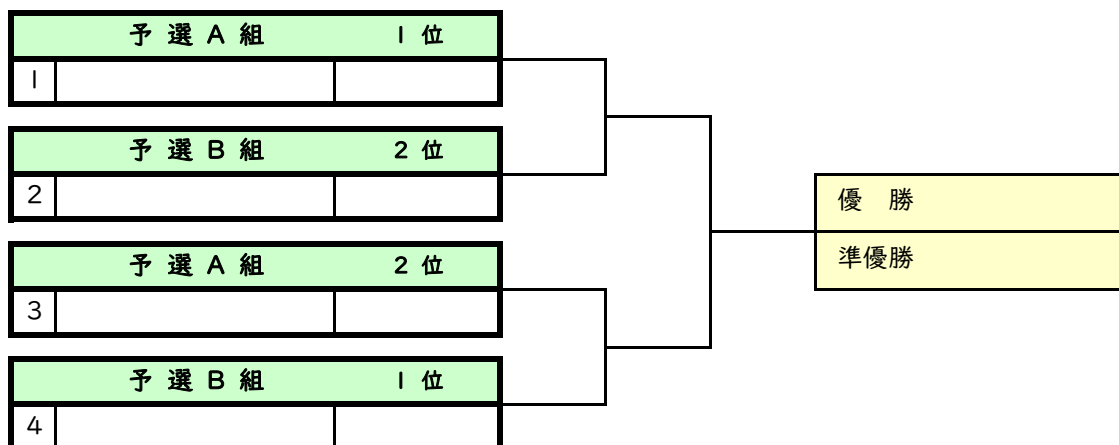 予 選 A 組 1 位
1
予 選 B 組 2 位
2
優 勝
予 選 A 組 2 位
準優勝
3
予 選 B 組 1 位
4